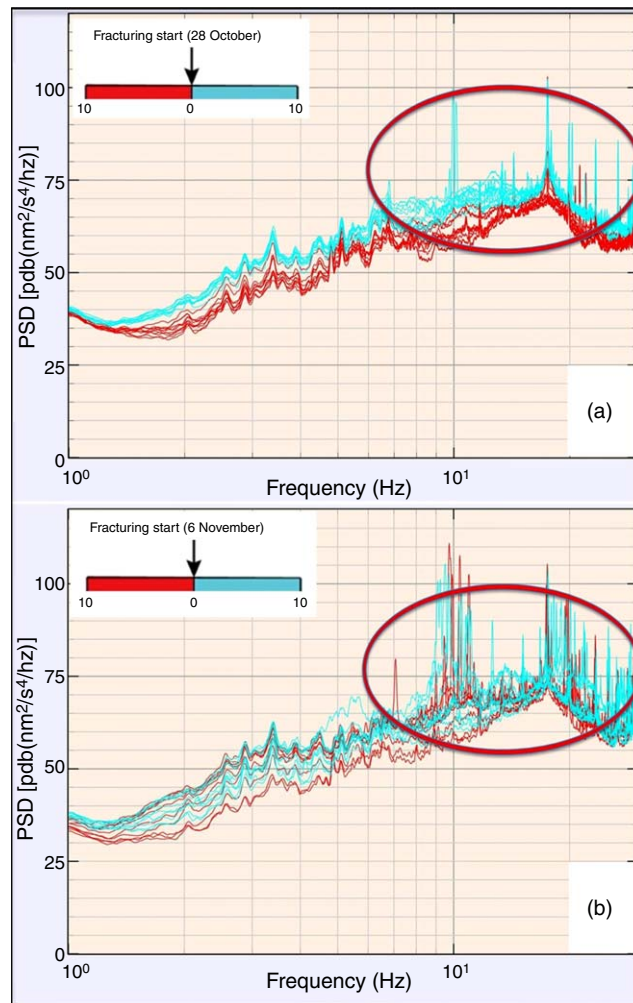 Fracturing start (28 October)
10 0 10
100
75
50
25
0
PSD [pdb(nm²/s⁴/hz)]
(a)
10⁰ 10¹
Frequency (Hz)
Fracturing start (6 November)
10 0 10
100
75
50
25
0
PSD [pdb(nm²/s⁴/hz)]
(b)
10⁰ 10¹
Frequency (Hz)